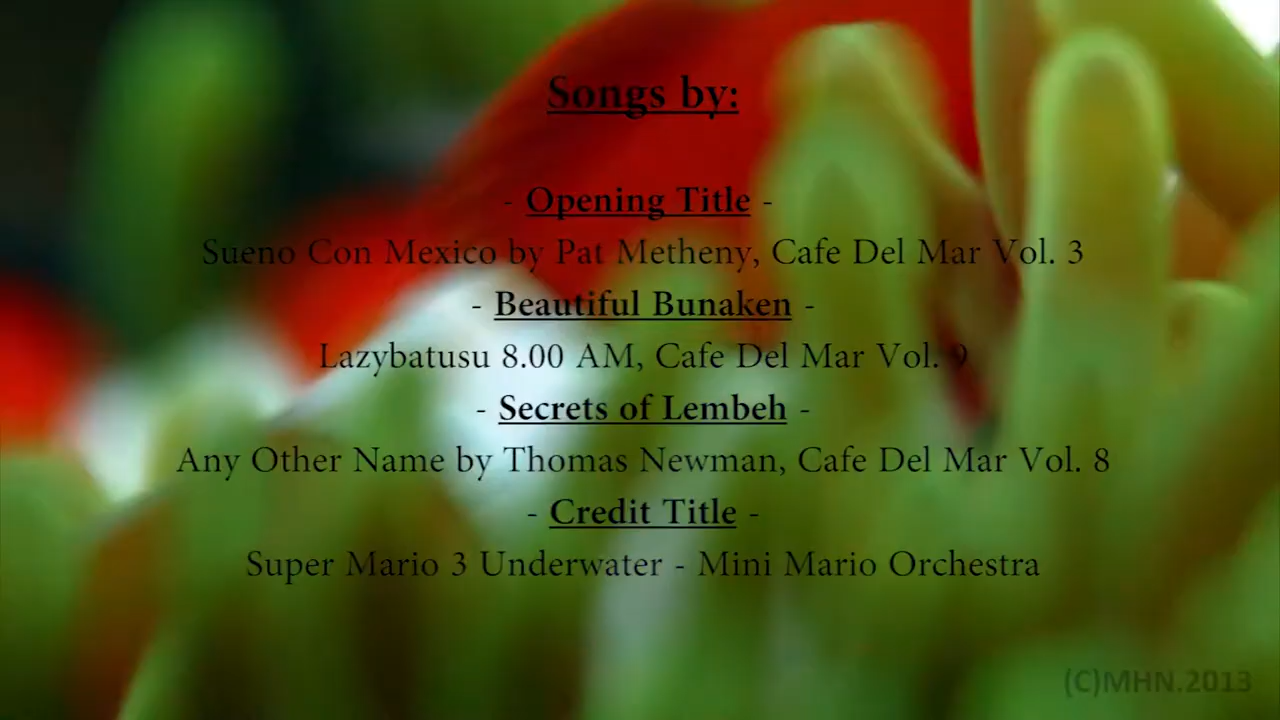 Songs by:
- Opening Title -
Sueno Con Mexico by Pat Metheny, Cafe Del Mar Vol. 3
- Beautiful Bunaken -
Lazybatusu 8.00 AM, Cafe Del Mar Vol. 9
- Secrets of Lembeh -
Any Other Name by Thomas Newman, Cafe Del Mar Vol. 8
- Credit Title -
Super Mario 3 Underwater - Mini Mario Orchestra
(C)MHN.2013